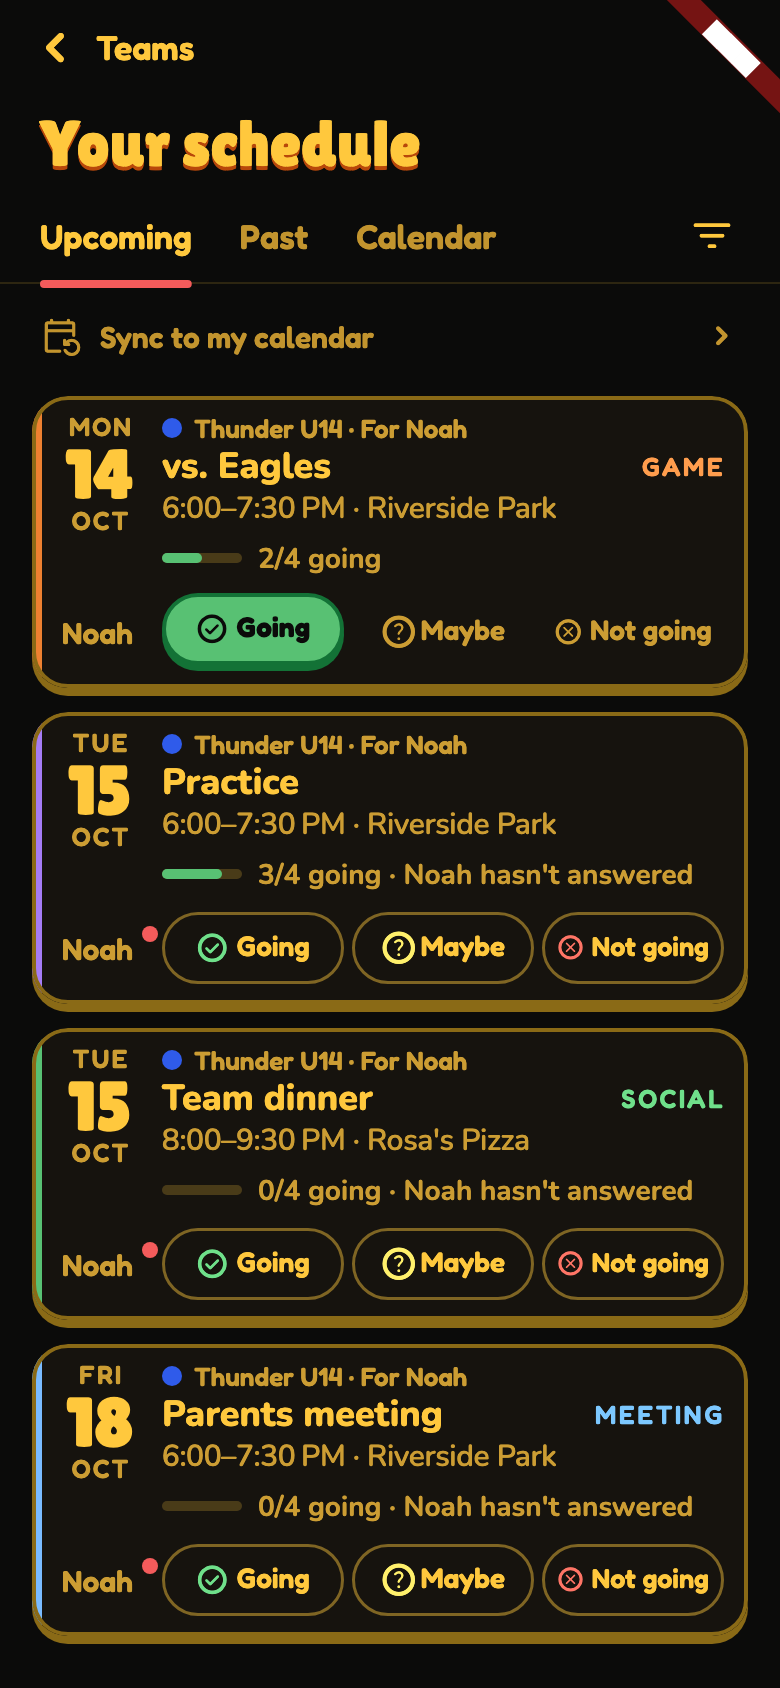 Teams
Your schedule
Upcoming Past Calendar
Sync to my calendar
MON
14
OCT
Thunder U14 · For Noah
vs. Eagles
GAME
6:00–7:30 PM · Riverside Park
2/4 going
Noah
Going
Maybe
Not going
TUE
15
OCT
Thunder U14 · For Noah
Practice
6:00–7:30 PM · Riverside Park
3/4 going · Noah hasn't answered
Noah
Going
Maybe
Not going
TUE
15
OCT
Thunder U14 · For Noah
Team dinner
SOCIAL
8:00–9:30 PM · Rosa's Pizza
0/4 going · Noah hasn't answered
Noah
Going
Maybe
Not going
FRI
18
OCT
Thunder U14 · For Noah
Parents meeting
MEETING
6:00–7:30 PM · Riverside Park
0/4 going · Noah hasn't answered
Noah
Going
Maybe
Not going